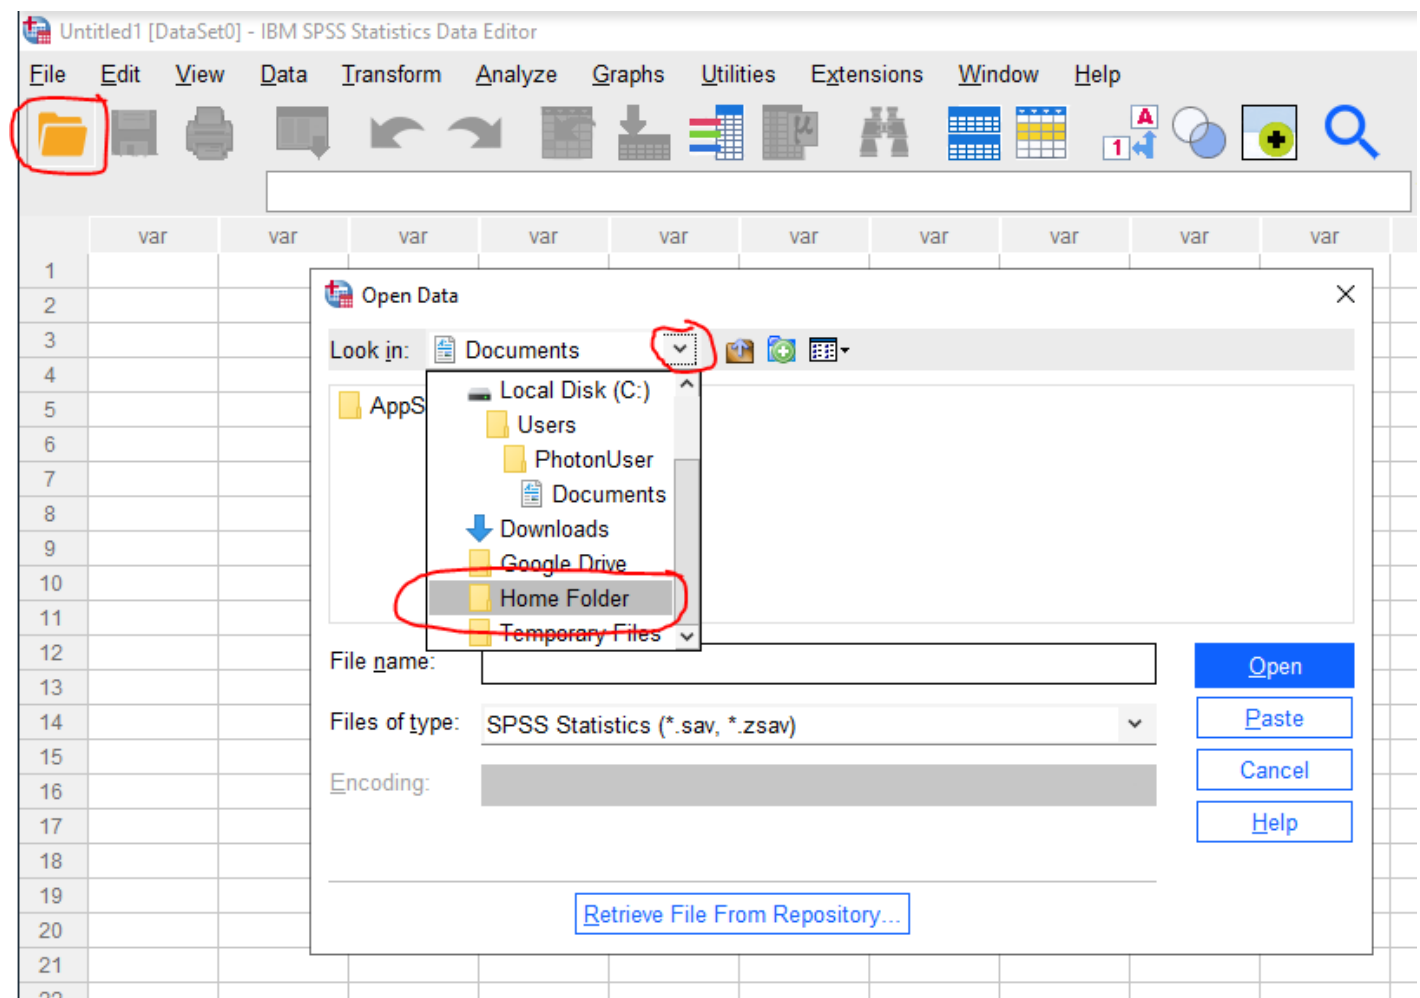 Untitled1 [DataSet0] - IBM SPSS Statistics Data Editor
File Edit View Data Transform Analyze Graphs Utilities Extensions Window Help
A
1
μ
var var var var var var var var var var
1
2
Open Data
3
Look in: Documents
4
Local Disk (C:)
5
AppS
Users
6
PhotonUser
7
Documents
8
Downloads
9
Google Drive
10
Home Folder
11
Temporary Files
12
File name:
Open
13
14
Files of type: SPSS Statistics (*.sav, *.zsav)
Paste
15
Cancel
16
Encoding:
17
Help
18
19
Retrieve File From Repository...
20
21
22